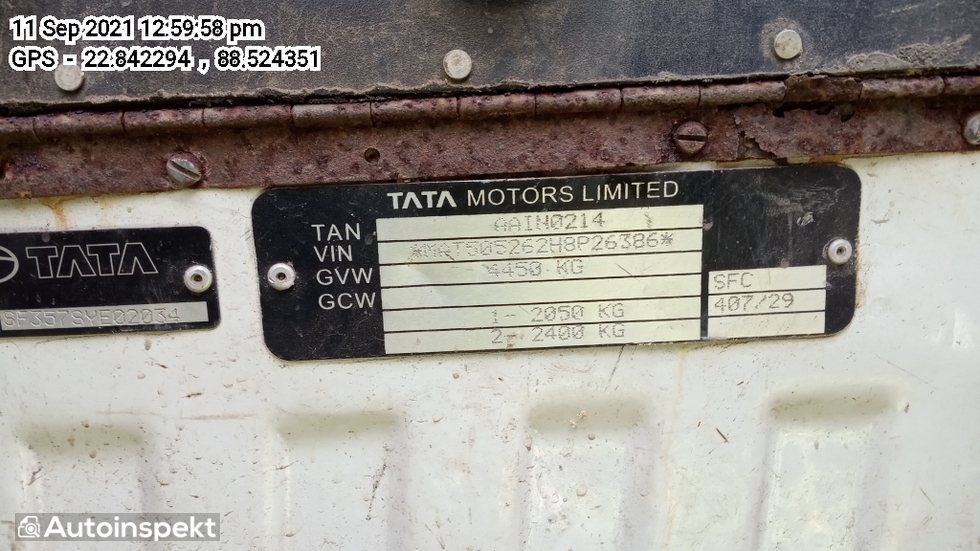 11 Sep 2021 12:59:58 pm
GPS - 22.842294 , 88.524351
TATA MOTORS LIMITED
TAN AAIN0214
VIN *MAT505262H8P26386*
GVW 4450 KG
GCW
1- 2050 KG
2- 2400 KG
SFC
407/29
TATA
SF357SYE02034
Autoinspekt